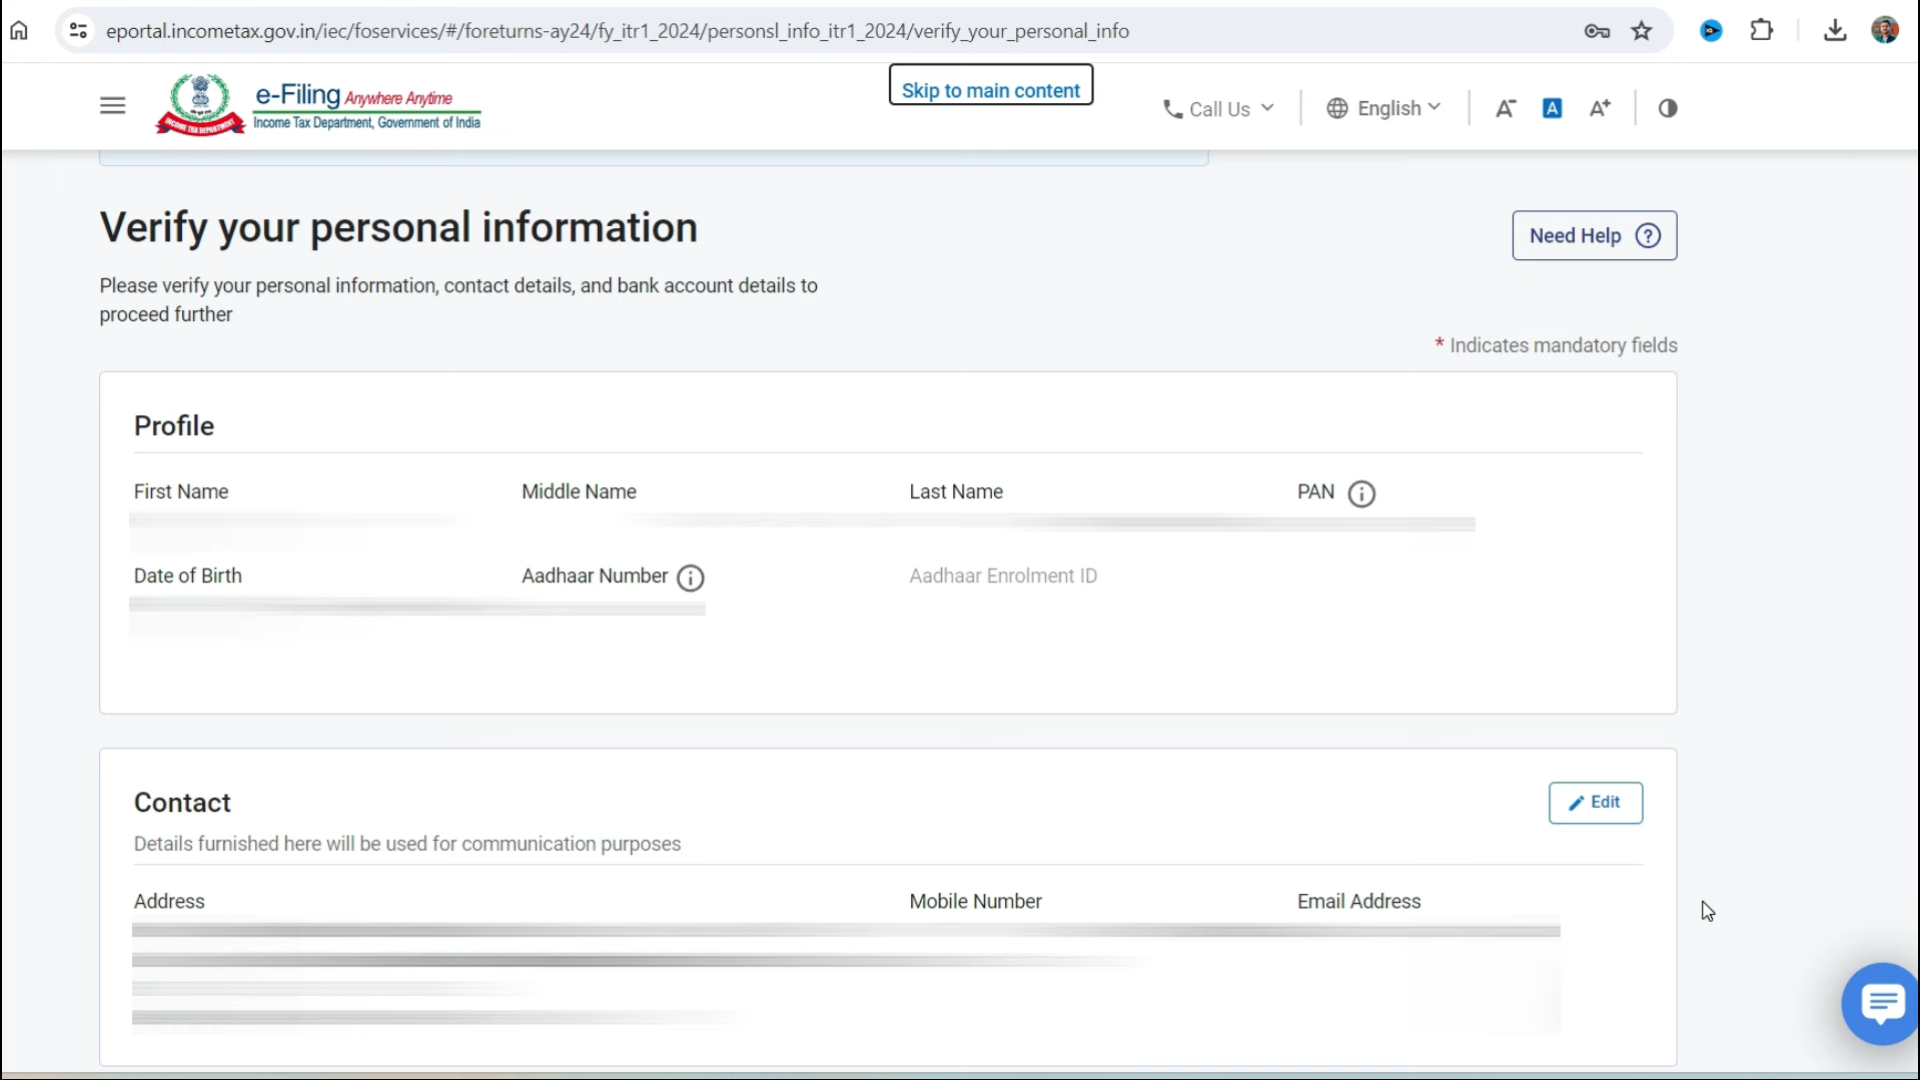 eportal.incometax.gov.in/iec/foservices/#/foreturns-ay24/fy_itr1_2024/personsl_info_itr1_2024/verify_your_personal_info
e-Filing Anywhere Anytime
Income Tax Department, Government of India
INCOME TAX DEPARTMENT
Skip to main content
Call Us
English
A-
A
A+
Verify your personal information
Need Help ?
Please verify your personal information, contact details, and bank account details to
proceed further
* Indicates mandatory fields
Profile
First Name
Middle Name
Last Name
PAN
Date of Birth
Aadhaar Number
Aadhaar Enrolment ID
Contact
Edit
Details furnished here will be used for communication purposes
Address
Mobile Number
Email Address